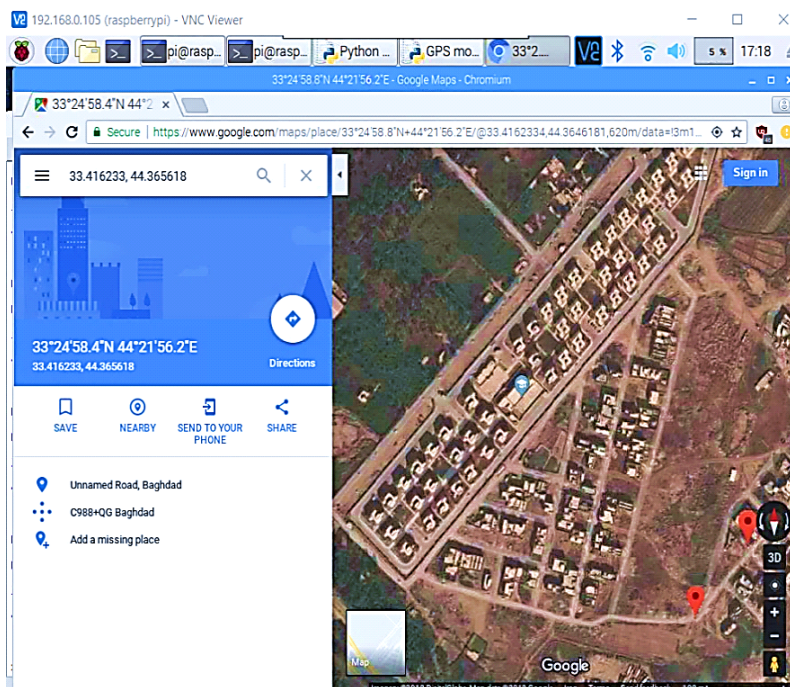 192.168.0.105 (raspberrypi) - VNC Viewer
pi@rasp... pi@rasp... Python ... GPS mo... 33°2... 5 % 17:18
33°24'58.8"N 44°21'56.2"E - Google Maps - Chromium
33°24'58.4"N 44°2
Secure https://www.google.com/maps/place/33°24'58.8"N+44°21'56.2"E/@33.4162334,44.3646181,620m/data=!3m1...
33.416233, 44.365618
Sign in
33°24'58.4"N 44°21'56.2"E
33.416233, 44.365618
Directions
SAVE
NEARBY
SEND TO YOUR
PHONE
SHARE
Unnamed Road, Baghdad
C988+QG Baghdad
Add a missing place
3D
Map
Google